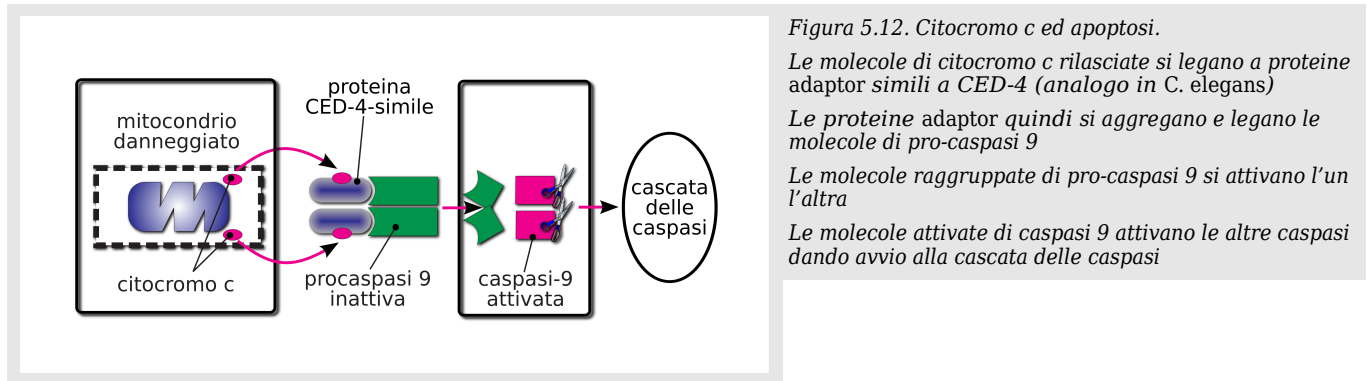 proteina
CED-4-simile
mitocondrio
danneggiato
citocromo c
procaspasi 9
inattiva
caspasi-9
attivata
cascata
delle
caspasi
Figura 5.12. Citocromo c ed apoptosi.
Le molecole di citocromo c rilasciate si legano a proteine
adaptor simili a CED-4 (analogo in C. elegans)
Le proteine adaptor quindi si aggregano e legano le
molecole di pro-caspasi 9
Le molecole raggruppate di pro-caspasi 9 si attivano l’un
l’altra
Le molecole attivate di caspasi 9 attivano le altre caspasi
dando avvio alla cascata delle caspasi